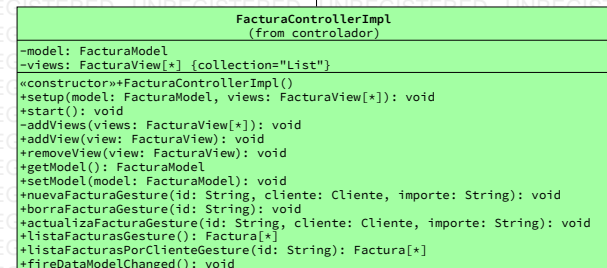 FacturaControllerImpl
(from controlador)
-model: FacturaModel
-views: FacturaView[*] {collection="List"}
«constructor»+FacturaControllerImpl()
+setup(model: FacturaModel, views: FacturaView[*]): void
+start(): void
-addViews(views: FacturaView[*]): void
+addView(view: FacturaView): void
+removeView(view: FacturaView): void
+getModel(): FacturaModel
+setModel(model: FacturaModel): void
+nuevaFacturaGesture(id: String, cliente: Cliente, importe: String): void
+borraFacturaGesture(id: String): void
+actualizaFacturaGesture(id: String, cliente: Cliente, importe: String): void
+listaFacturasGesture(): Factura[*]
+listaFacturasPorClienteGesture(id: String): Factura[*]
+fireDataModelChanged(): void